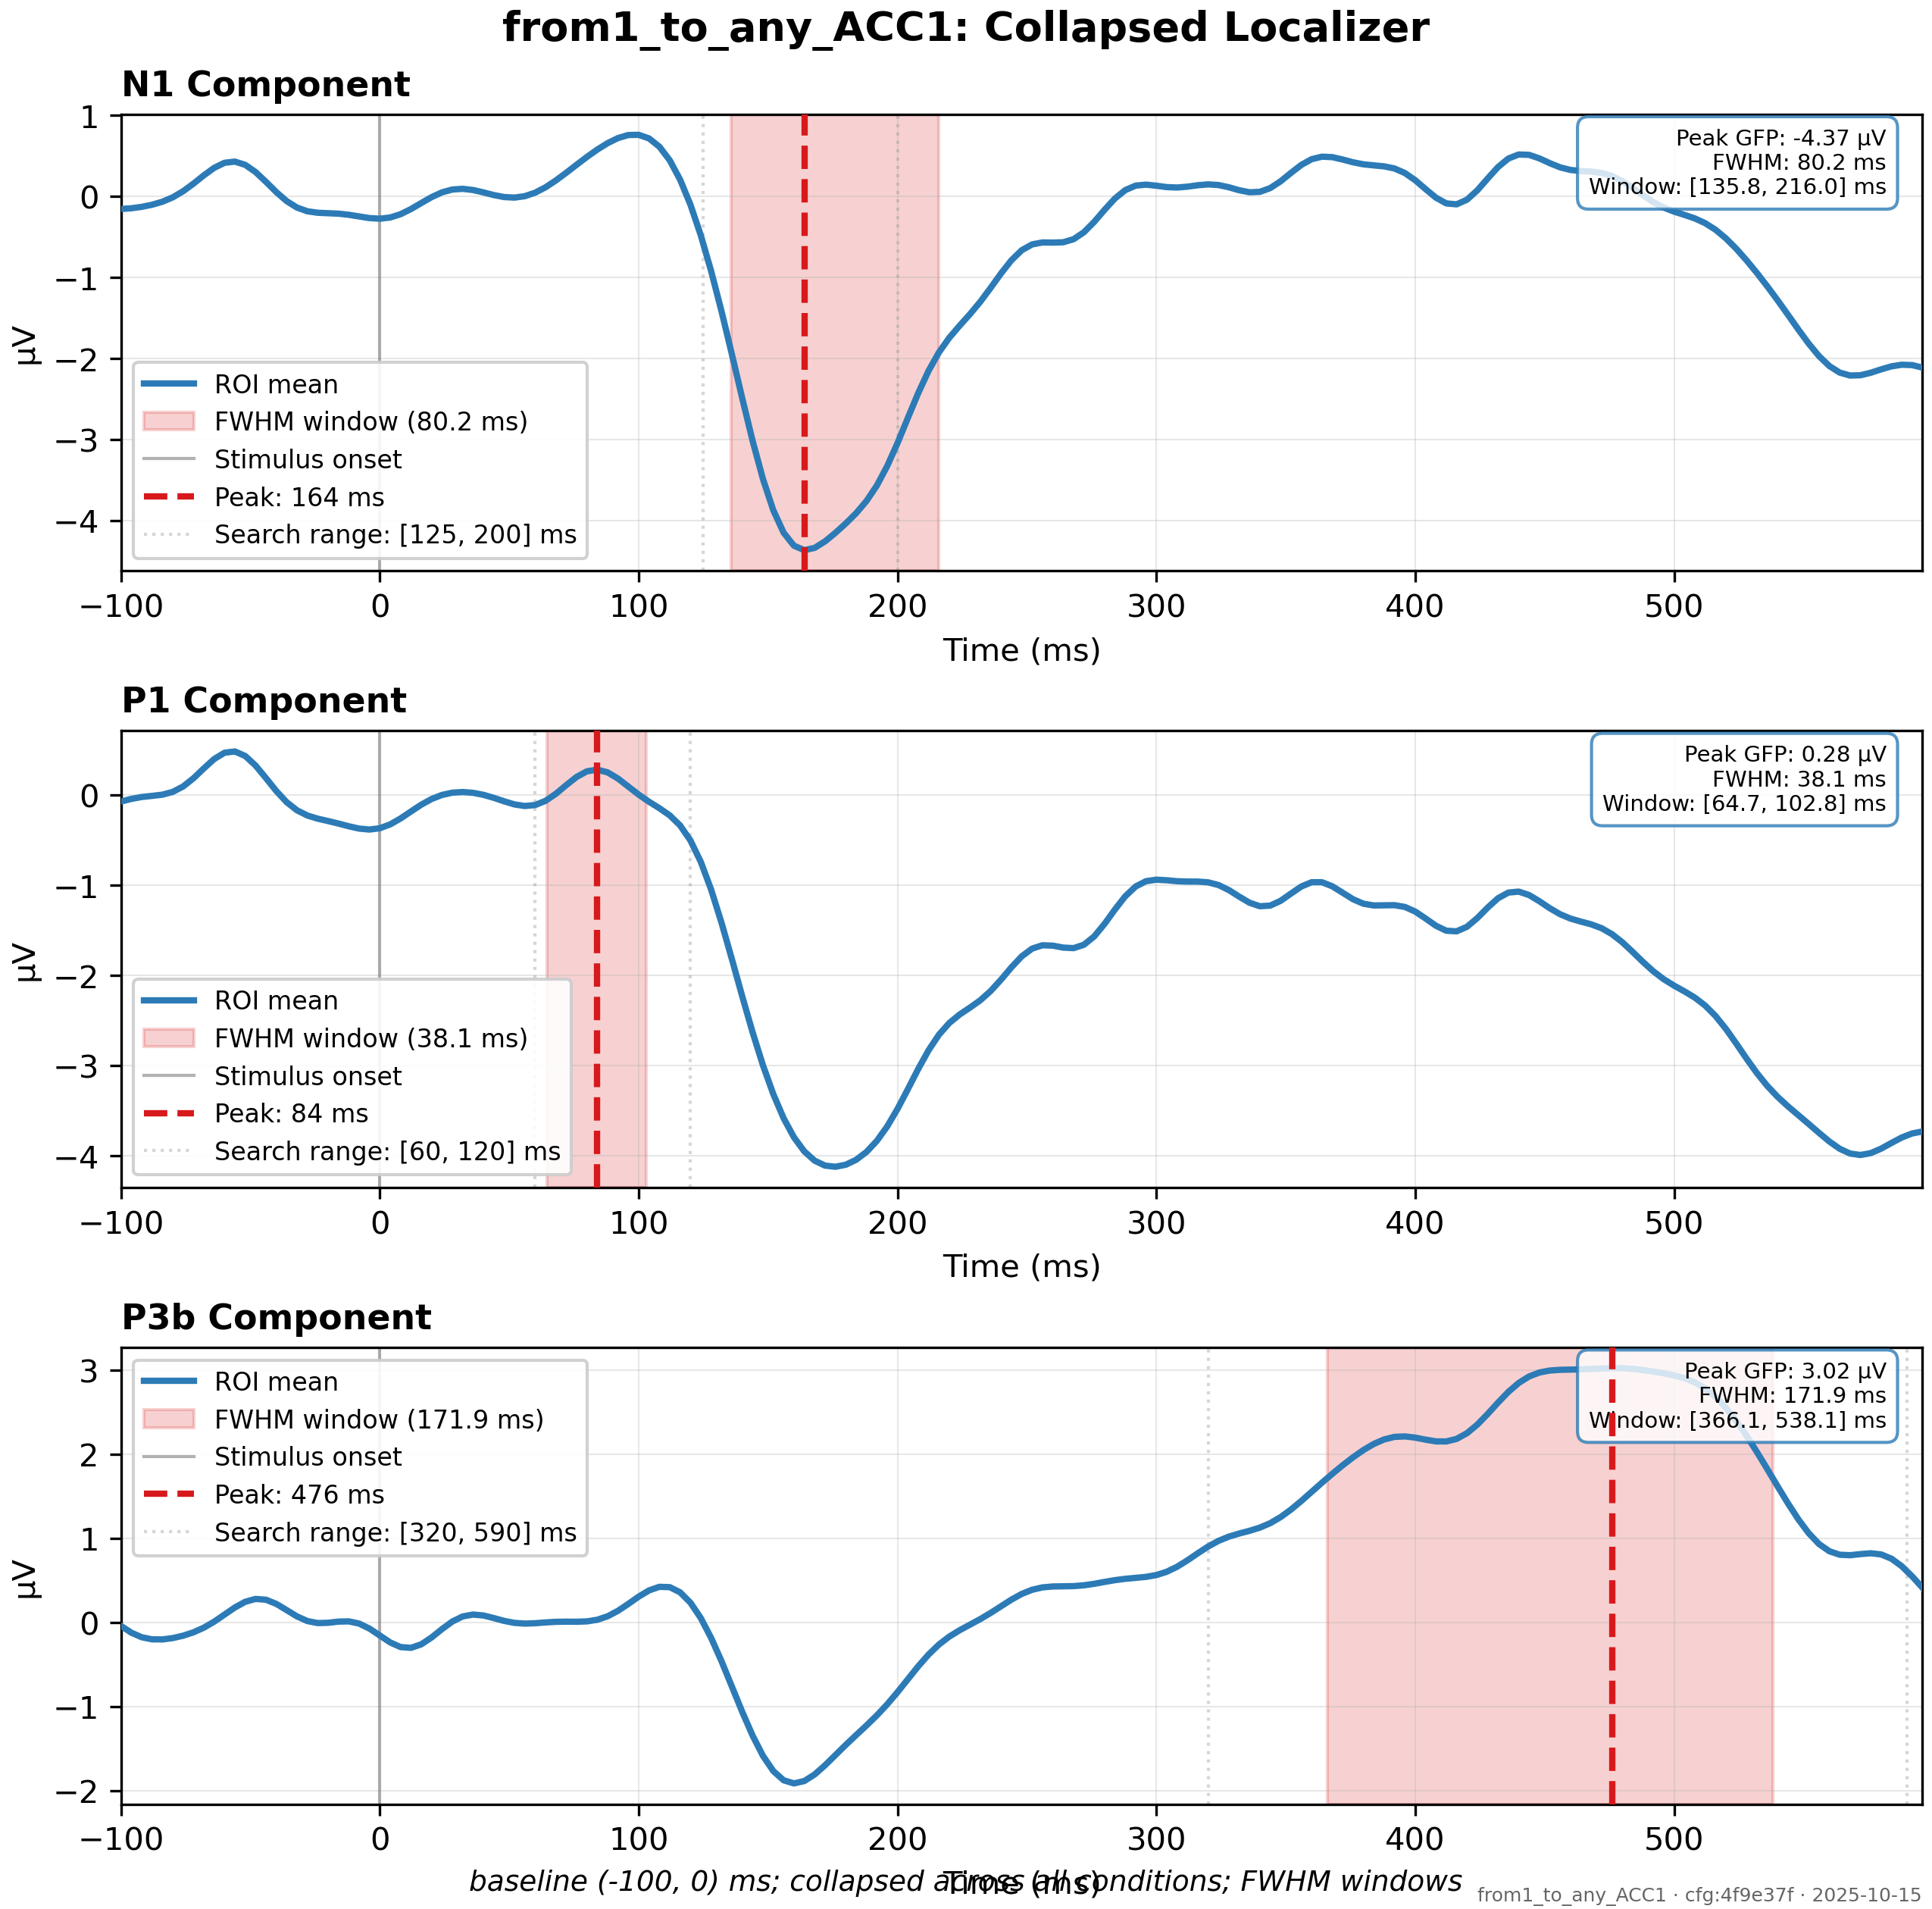 from1_to_any_ACC1: Collapsed Localizer
N1 Component
1
0
−1
−2
−3
−4
µV
Peak GFP: -4.37 µV
FWHM: 80.2 ms
Window: [135.8, 216.0] ms
ROI mean
FWHM window (80.2 ms)
Stimulus onset
Peak: 164 ms
Search range: [125, 200] ms
−100 0 100 200 300 400 500
Time (ms)
P1 Component
0
−1
−2
−3
−4
µV
Peak GFP: 0.28 µV
FWHM: 38.1 ms
Window: [64.7, 102.8] ms
ROI mean
FWHM window (38.1 ms)
Stimulus onset
Peak: 84 ms
Search range: [60, 120] ms
−100 0 100 200 300 400 500
Time (ms)
P3b Component
3
2
1
0
−1
−2
µV
ROI mean
FWHM window (171.9 ms)
Stimulus onset
Peak: 476 ms
Search range: [320, 590] ms
Peak GFP: 3.02 µV
FWHM: 171.9 ms
Window: [366.1, 538.1] ms
−100 0 100 200 300 400 500
Time (ms)
baseline (-100, 0) ms; collapsed across all conditions; FWHM windows
from1_to_any_ACC1 · cfg:4f9e37f · 2025-10-15